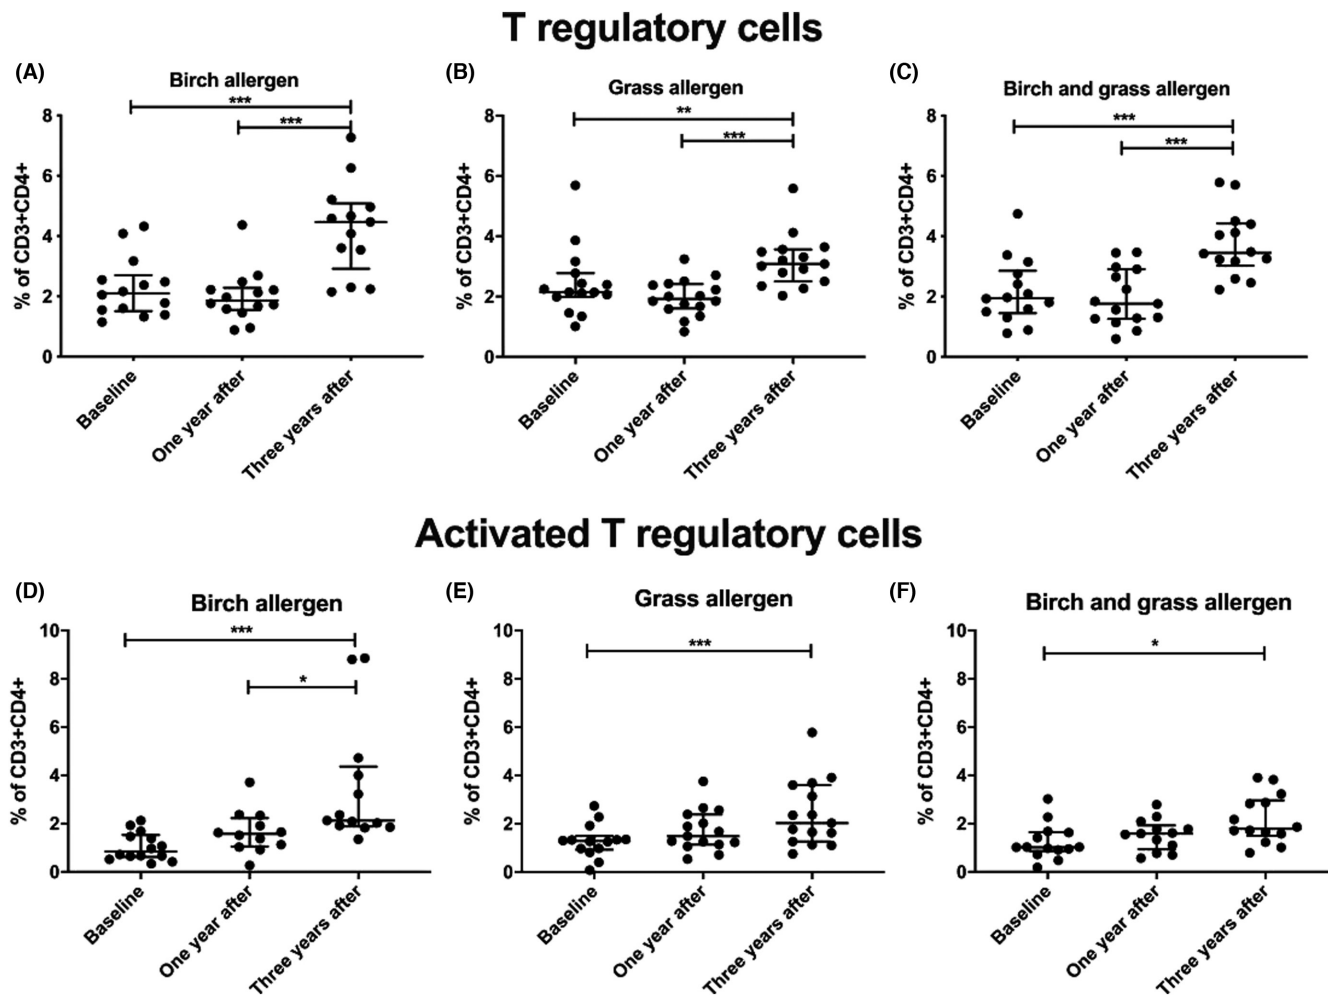 T regulatory cells
(A)
Birch allergen
***
***
% of CD3+CD4+
8
6
4
2
0
Baseline
One year after
Three years after
(B)
Grass allergen
**
***
% of CD3+CD4+
8
6
4
2
0
Baseline
One year after
Three years after
(C)
Birch and grass allergen
***
***
% of CD3+CD4+
8
6
4
2
0
Baseline
One year after
Three years after
Activated T regulatory cells
(D)
Birch allergen
***
*
% of CD3+CD4+
10
8
6
4
2
0
Baseline
One year after
Three years after
(E)
Grass allergen
***
% of CD3+CD4+
10
8
6
4
2
0
Baseline
One year after
Three years after
(F)
Birch and grass allergen
*
% of CD3+CD4+
10
8
6
4
2
0
Baseline
One year after
Three years after